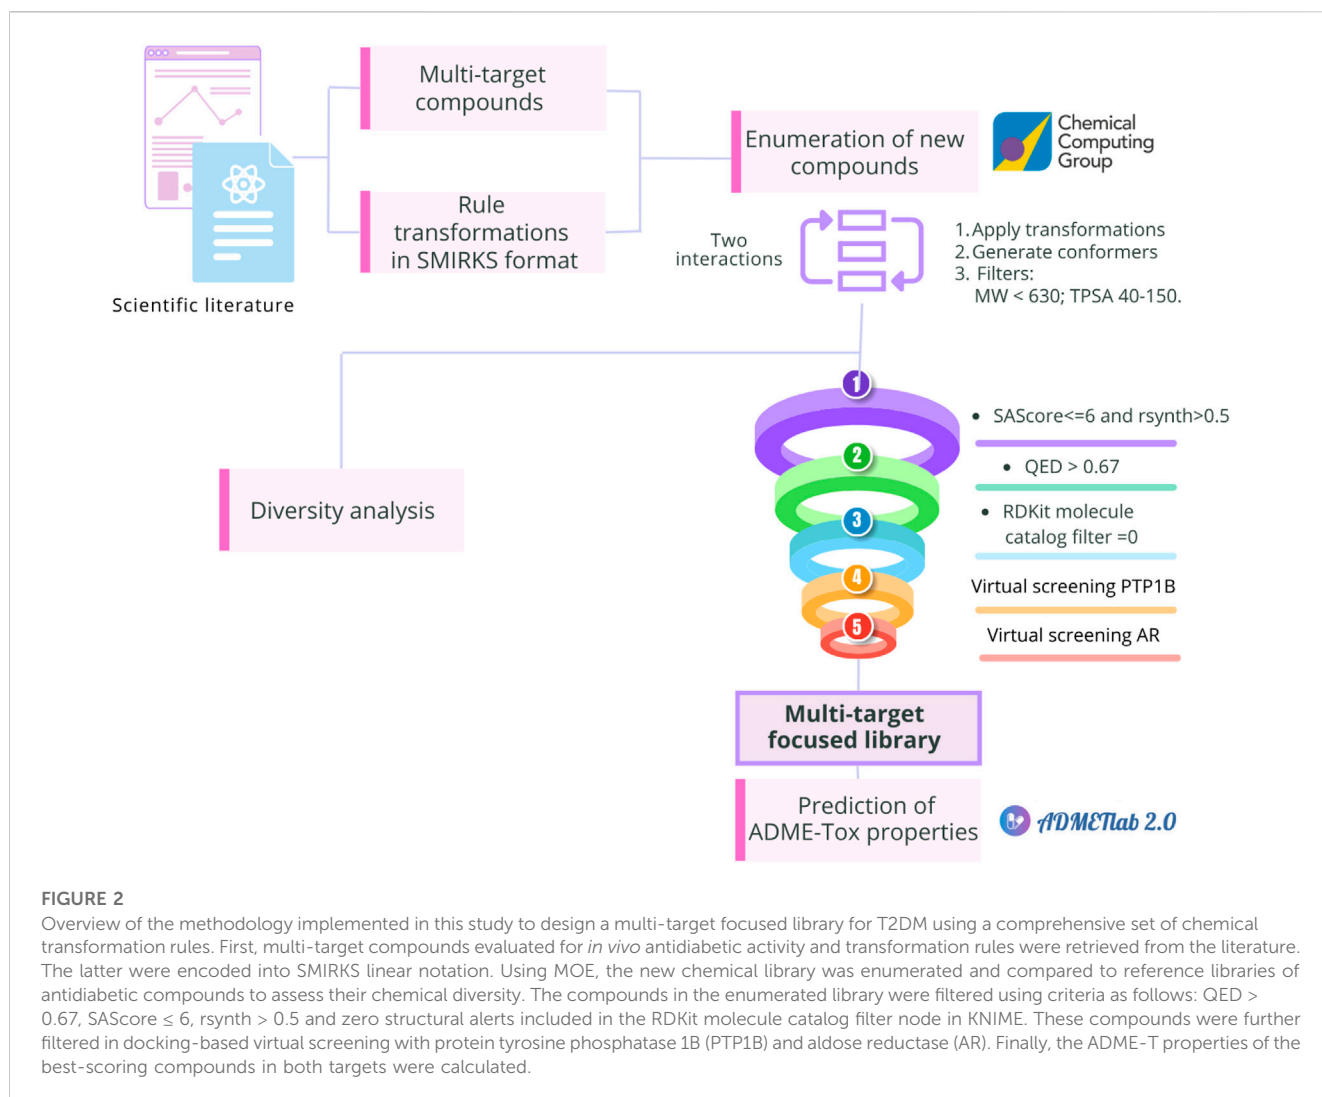 Multi-target
compounds
Rule
transformations
in SMIRKS format
Scientific literature
Enumeration of new
compounds
Chemical
Computing
Group
Two
interactions
1. Apply transformations
2. Generate conformers
3. Filters:
MW < 630; TPSA 40-150.
Diversity analysis
1
• SAScore<=6 and rsynth>0.5
2
• QED > 0.67
3
• RDKit molecule
catalog filter =0
4
Virtual screening PTP1B
5
Virtual screening AR
Multi-target
focused library
Prediction of
ADME-Tox properties
ADMETlab 2.0
FIGURE 2
Overview of the methodology implemented in this study to design a multi-target focused library for T2DM using a comprehensive set of chemical
transformation rules. First, multi-target compounds evaluated for in vivo antidiabetic activity and transformation rules were retrieved from the literature.
The latter were encoded into SMIRKS linear notation. Using MOE, the new chemical library was enumerated and compared to reference libraries of
antidiabetic compounds to assess their chemical diversity. The compounds in the enumerated library were filtered using criteria as follows: QED >
0.67, SAScore ≤ 6, rsynth > 0.5 and zero structural alerts included in the RDKit molecule catalog filter node in KNIME. These compounds were further
filtered in docking-based virtual screening with protein tyrosine phosphatase 1B (PTP1B) and aldose reductase (AR). Finally, the ADME-T properties of the
best-scoring compounds in both targets were calculated.